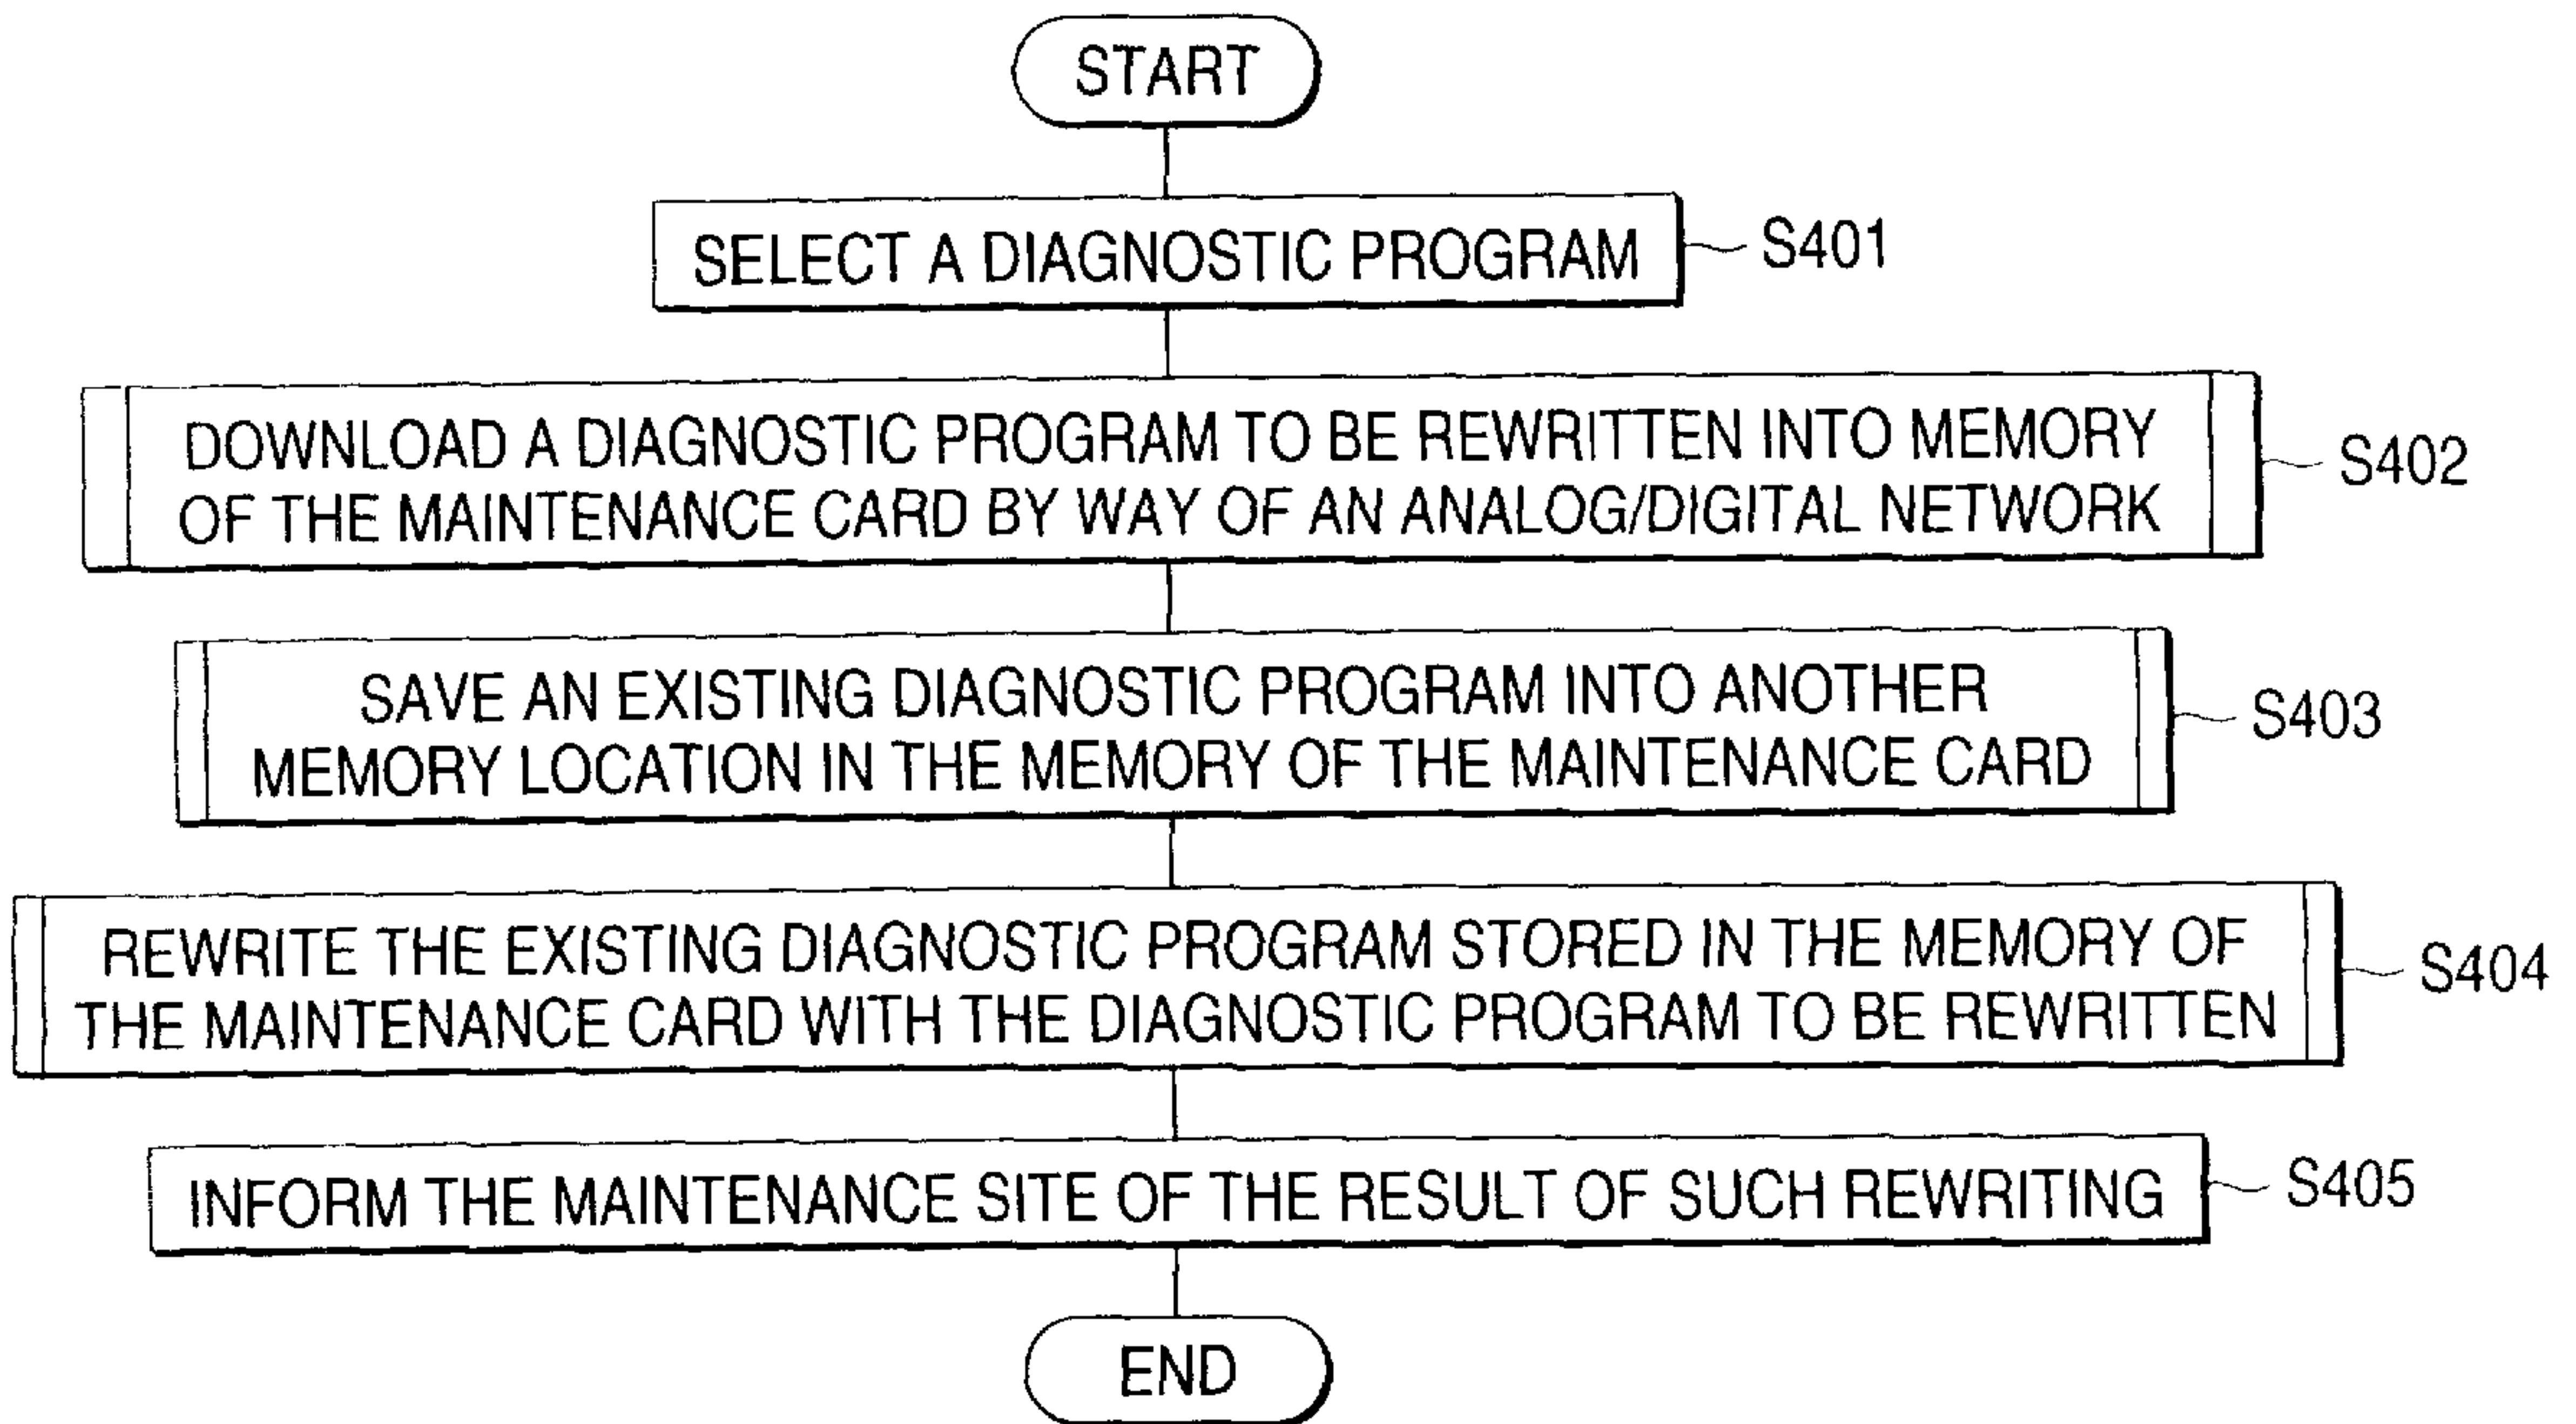 START
SELECT A DIAGNOSTIC PROGRAM
S401
DOWNLOAD A DIAGNOSTIC PROGRAM TO BE REWRITTEN INTO MEMORY
OF THE MAINTENANCE CARD BY WAY OF AN ANALOG/DIGITAL NETWORK
S402
SAVE AN EXISTING DIAGNOSTIC PROGRAM INTO ANOTHER
MEMORY LOCATION IN THE MEMORY OF THE MAINTENANCE CARD
S403
REWRITE THE EXISTING DIAGNOSTIC PROGRAM STORED IN THE MEMORY OF
THE MAINTENANCE CARD WITH THE DIAGNOSTIC PROGRAM TO BE REWRITTEN
S404
INFORM THE MAINTENANCE SITE OF THE RESULT OF SUCH REWRITING
S405
END